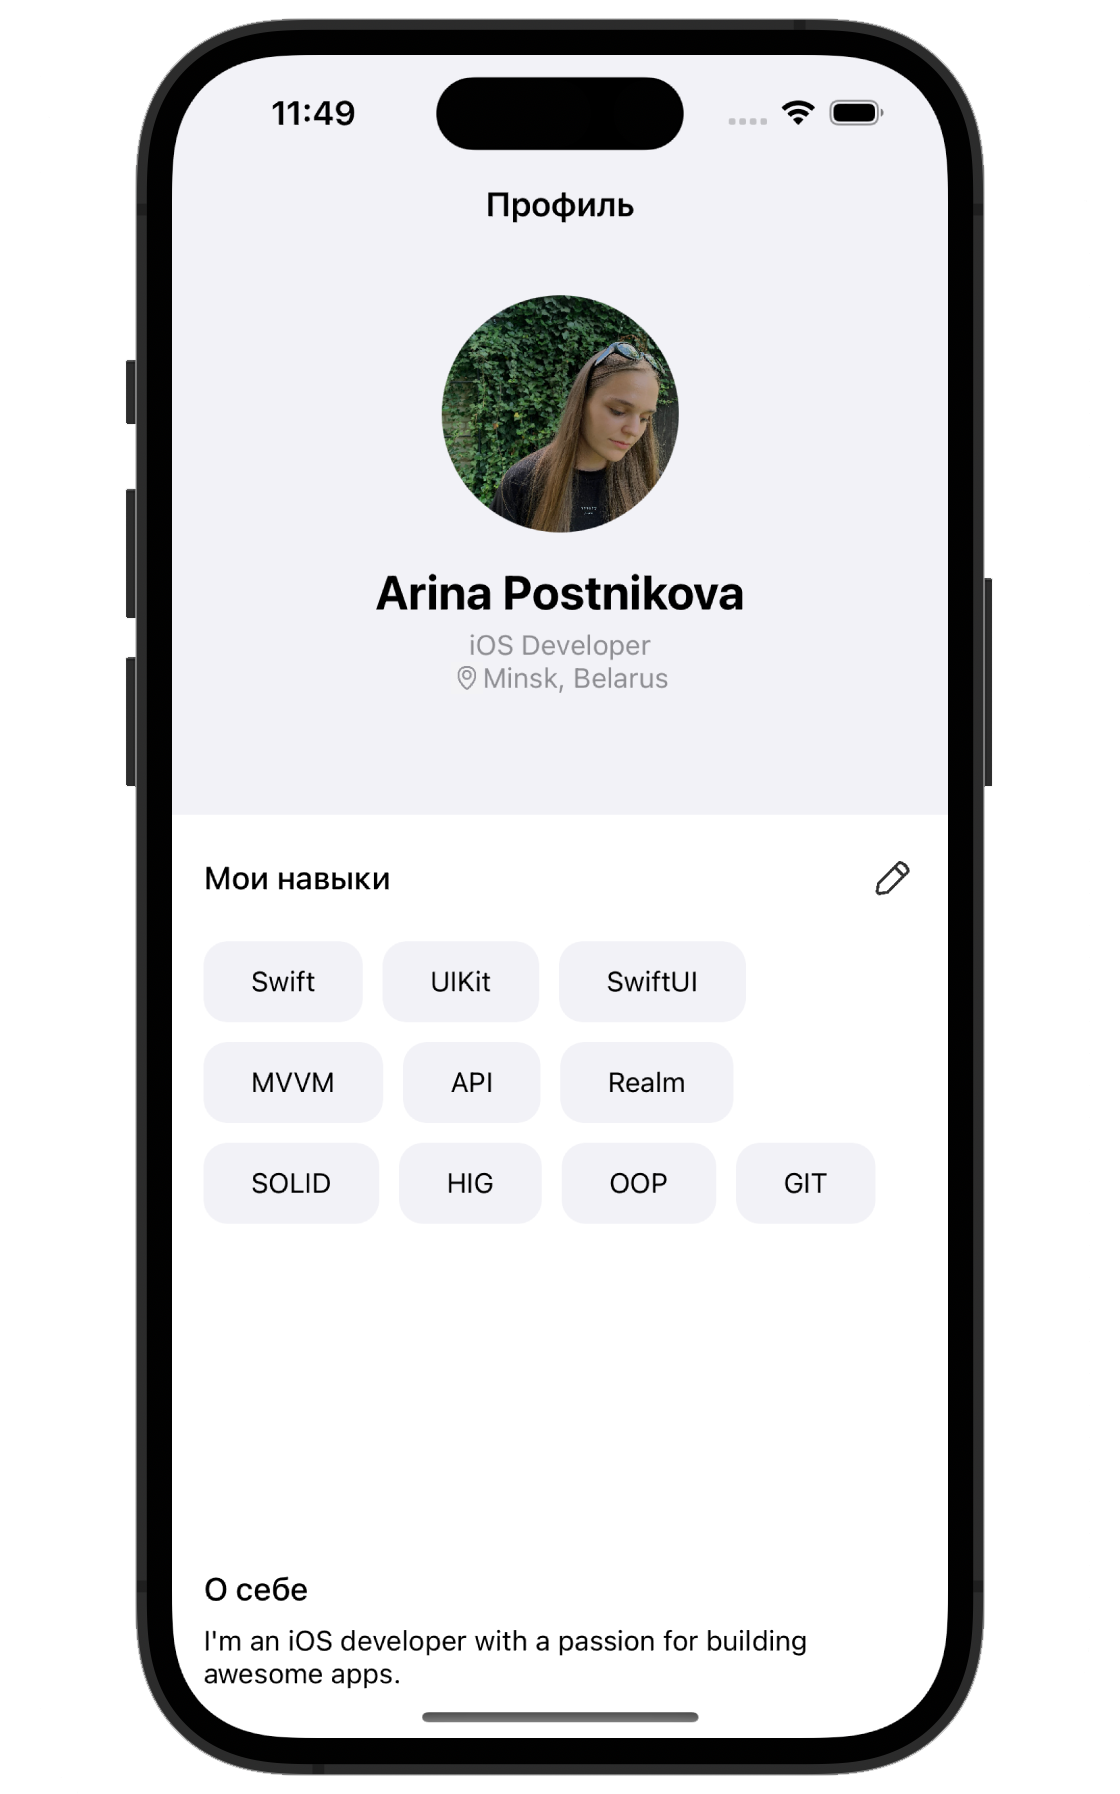 11:49
Профиль
Arina Postnikova
iOS Developer
Minsk, Belarus
Мои навыки
Swift UIKit SwiftUI
MVVM API Realm
SOLID HIG OOP GIT
О себе
I'm an iOS developer with a passion for building
awesome apps.